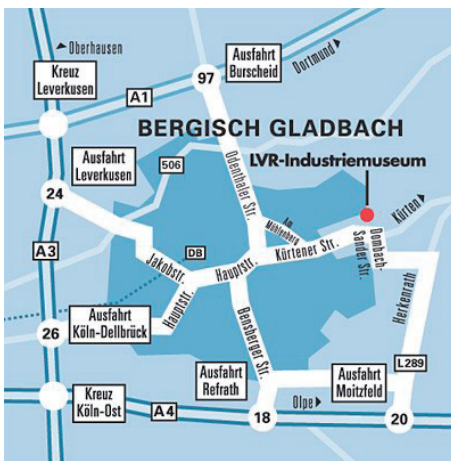 Oberhausen
Kreuz
Leverkusen
97
Ausfahrt
Burscheid
Dortmund
A1
BERGISCH GLADBACH
LVR-Industriemuseum
Ausfahrt
Leverkusen
506
Odenthaler Str.
24
Am
Mühlenberg
Kürten
A3
DB
Jakobstr.
Hauptstr.
Kürtener Str.
Dombach-
Sander Str.
Hauptstr.
Herkenrath
Ausfahrt
Köln-Dellbrück
26
Bensberger Str.
Kreuz
Köln-Ost
A4
Ausfahrt
Refrath
Ausfahrt
Moitzfeld
L289
Olpe
18
20